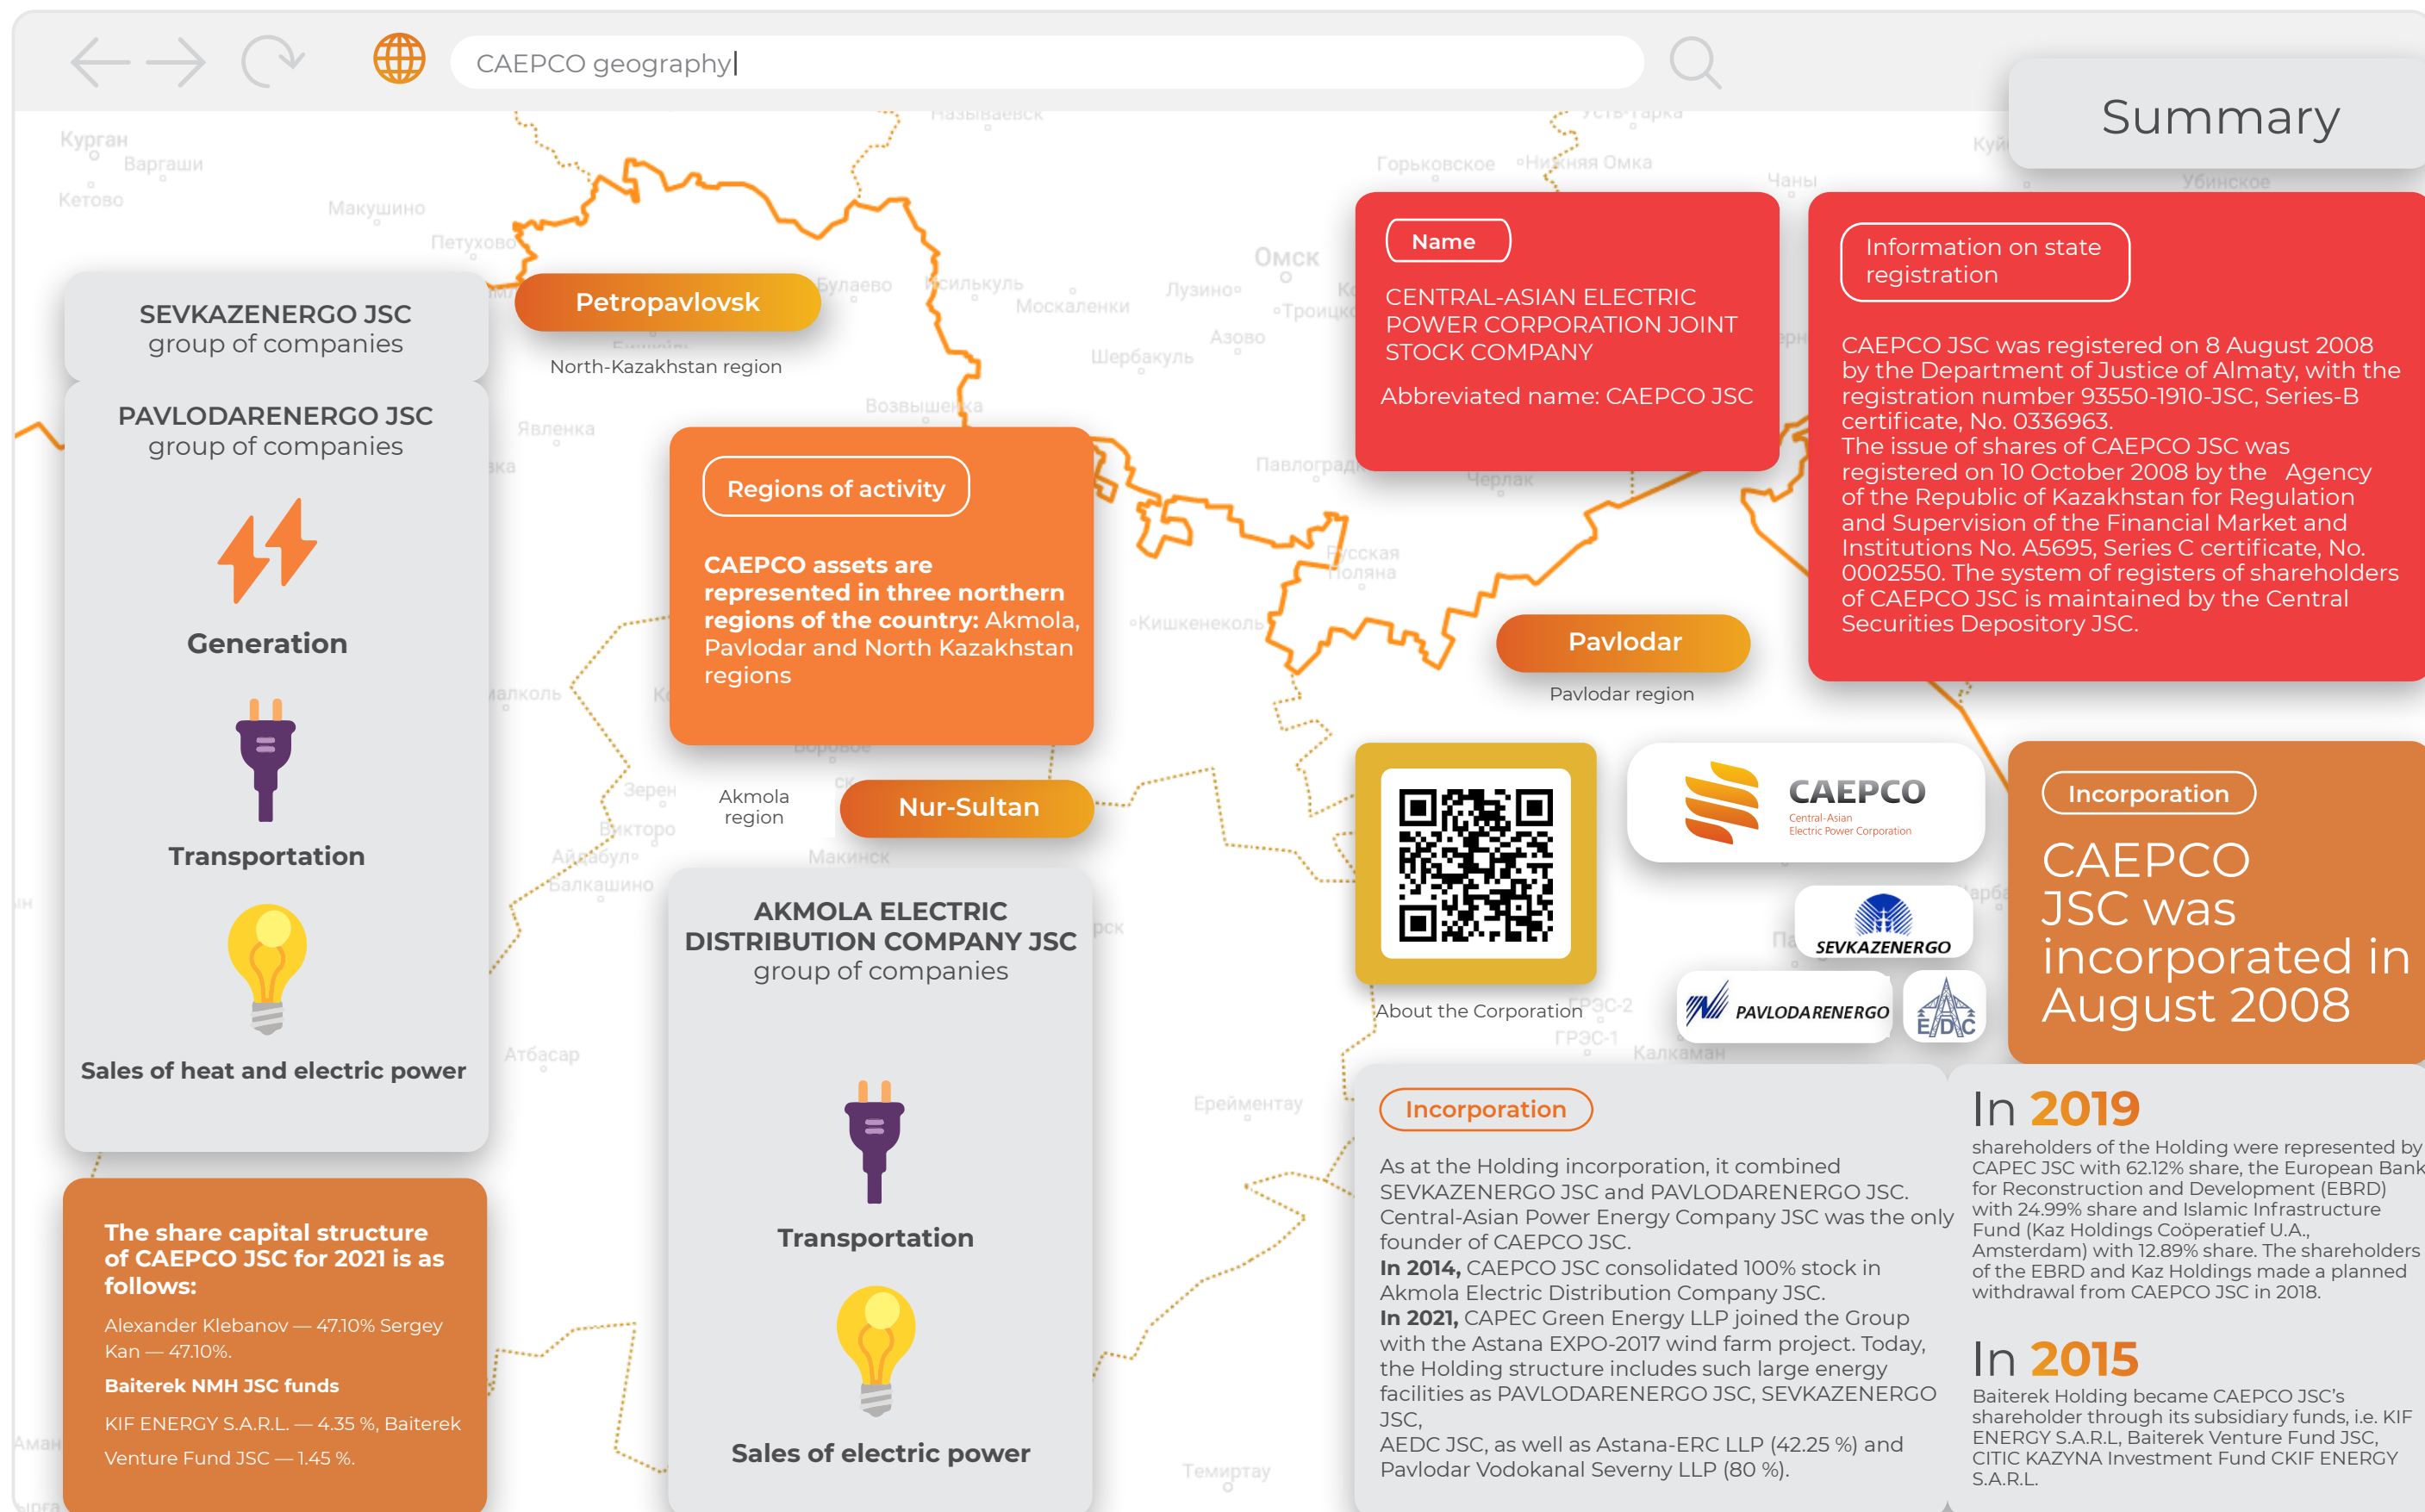 CAEPCO geography
Summary
Называевск
Курган
Варгаши
Кетово
Макушино
Петухово
Горьковское
Нижняя Омка
Чаны
Убинское
Омск
Булаево
Исилькуль
Москаленки
Лузино
Азово
Шербакуль
Возвышенка
Явленка
Павлоград
Черлак
Русская
Поляна
Кишкенеколь
SEVKAZENERGO JSC
group of companies
Petropavlovsk
North-Kazakhstan region
PAVLODARENERGO JSC
group of companies
Generation
Transportation
Sales of heat and electric power
The share capital structure
of CAEPCO JSC for 2021 is as
follows:
Alexander Klebanov — 47.10% Sergey
Kan — 47.10%.
Baiterek NMH JSC funds
KIF ENERGY S.A.R.L. — 4.35 %, Baiterek
Venture Fund JSC — 1.45 %.
Regions of activity
CAEPCO assets are
represented in three northern
regions of the country: Akmola,
Pavlodar and North Kazakhstan
regions
Боровое
Зерен
Викторо
Айдабул
Балкашино
Макинск
Атбасар
Akmola
region
Nur-Sultan
AKMOLA ELECTRIC
DISTRIBUTION COMPANY JSC
group of companies
Transportation
Sales of electric power
Ерейментау
Темиртау
Name
CENTRAL-ASIAN ELECTRIC
POWER CORPORATION JOINT
STOCK COMPANY
Abbreviated name: CAEPCO JSC
Information on state
registration
CAEPCO JSC was registered on 8 August 2008
by the Department of Justice of Almaty, with the
registration number 93550-1910-JSC, Series-B
certificate, No. 0336963.
The issue of shares of CAEPCO JSC was
registered on 10 October 2008 by the Agency
of the Republic of Kazakhstan for Regulation
and Supervision of the Financial Market and
Institutions No. A5695, Series C certificate, No.
0002550. The system of registers of shareholders
of CAEPCO JSC is maintained by the Central
Securities Depository JSC.
Pavlodar
Pavlodar region
About the Corporation
ГРЭС-2
ГРЭС-1
Калкаман
CAEPCO
Central-Asian
Electric Power Corporation
SEVKAZENERGO
PAVLODARENERGO
EDC
Incorporation
CAEPCO
JSC was
incorporated in
August 2008
Incorporation
As at the Holding incorporation, it combined
SEVKAZENERGO JSC and PAVLODARENERGO JSC.
Central-Asian Power Energy Company JSC was the only
founder of CAEPCO JSC.
In 2014, CAEPCO JSC consolidated 100% stock in
Akmola Electric Distribution Company JSC.
In 2021, CAPEC Green Energy LLP joined the Group
with the Astana EXPO-2017 wind farm project. Today,
the Holding structure includes such large energy
facilities as PAVLODARENERGO JSC, SEVKAZENERGO
JSC,
AEDC JSC, as well as Astana-ERC LLP (42.25 %) and
Pavlodar Vodokanal Severny LLP (80 %).
In 2019
shareholders of the Holding were represented by
CAPEC JSC with 62.12% share, the European Bank
for Reconstruction and Development (EBRD)
with 24.99% share and Islamic Infrastructure
Fund (Kaz Holdings Coöperatief U.A.,
Amsterdam) with 12.89% share. The shareholders
of the EBRD and Kaz Holdings made a planned
withdrawal from CAEPCO JSC in 2018.
In 2015
Baiterek Holding became CAEPCO JSC’s
shareholder through its subsidiary funds, i.e. KIF
ENERGY S.A.R.L, Baiterek Venture Fund JSC,
CITIC KAZYNA Investment Fund CKIF ENERGY
S.A.R.L.